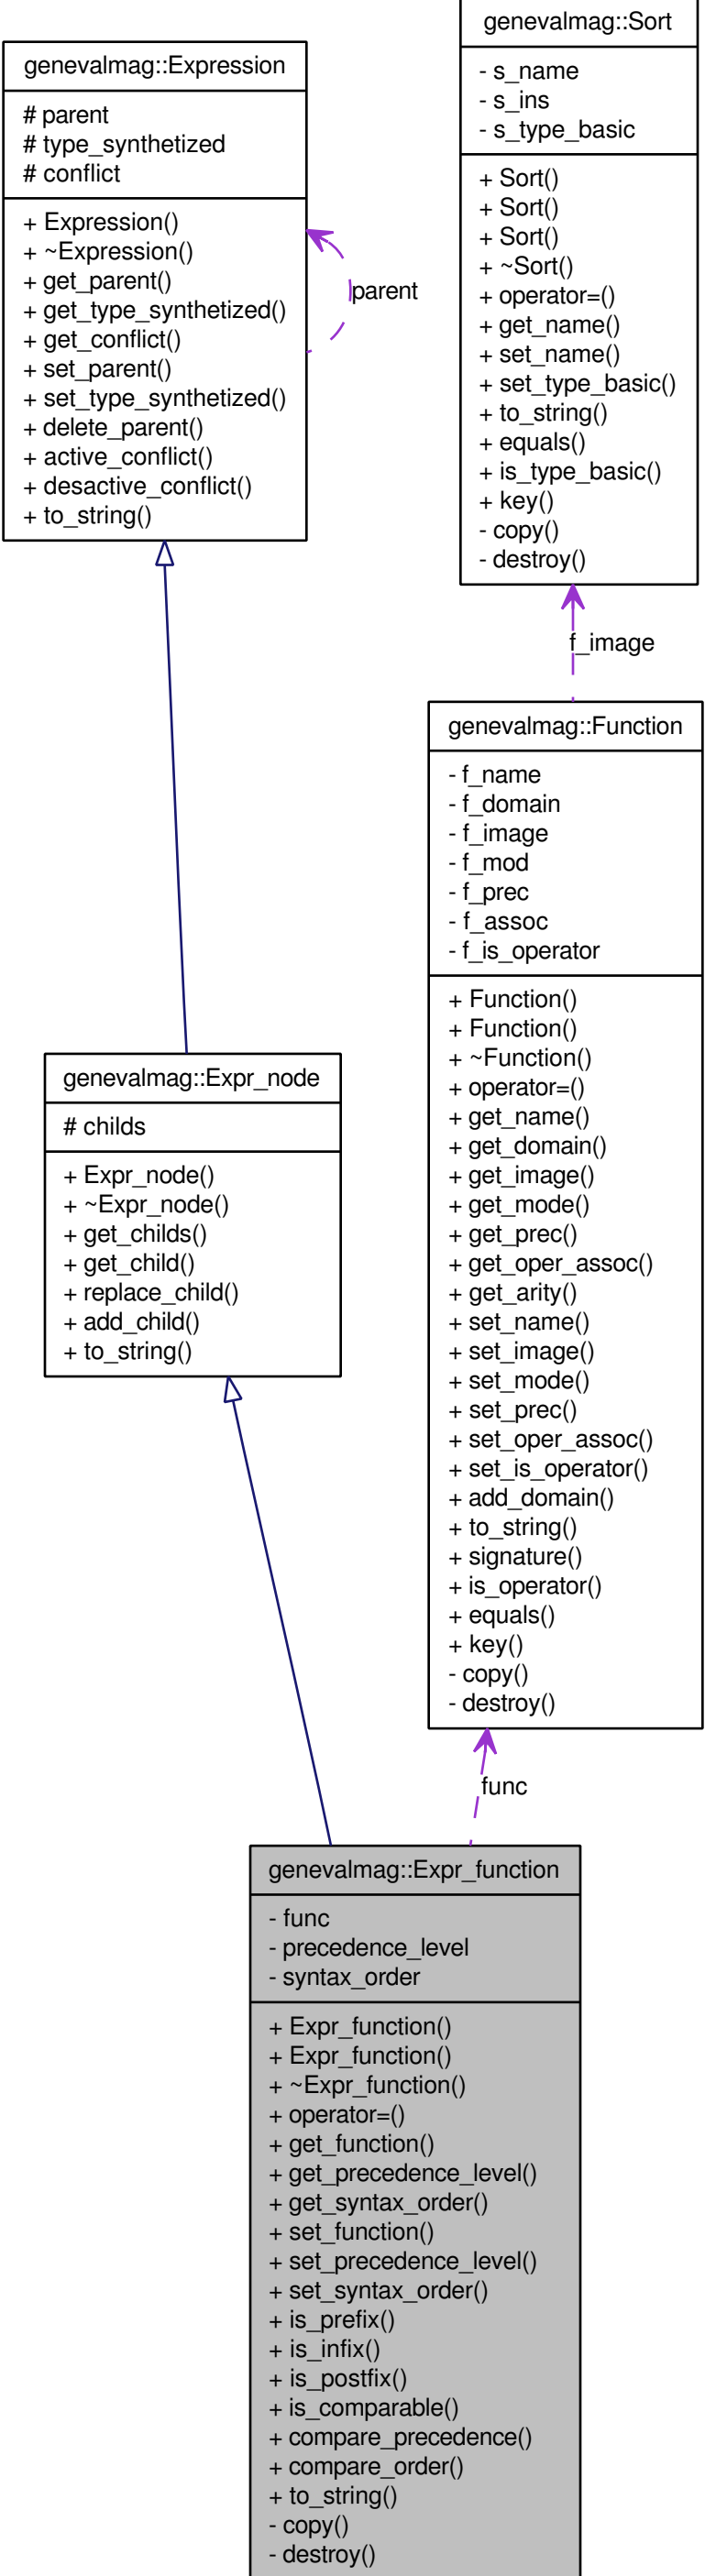 genevalmag::Sort
- s_name
- s_ins
- s_type_basic
+ Sort()
+ Sort()
+ Sort()
+ ~Sort()
+ operator=()
+ get_name()
+ set_name()
+ set_type_basic()
+ to_string()
+ equals()
+ is_type_basic()
+ key()
- copy()
- destroy()
genevalmag::Expression
# parent
# type_synthetized
# conflict
+ Expression()
+ ~Expression()
+ get_parent()
+ get_type_synthetized()
+ get_conflict()
+ set_parent()
+ set_type_synthetized()
+ delete_parent()
+ active_conflict()
+ desactive_conflict()
+ to_string()
parent
f_image
genevalmag::Function
- f_name
- f_domain
- f_image
- f_mod
- f_prec
- f_assoc
- f_is_operator
+ Function()
+ Function()
+ ~Function()
+ operator=()
+ get_name()
+ get_domain()
+ get_image()
+ get_mode()
+ get_prec()
+ get_oper_assoc()
+ get_arity()
+ set_name()
+ set_image()
+ set_mode()
+ set_prec()
+ set_oper_assoc()
+ set_is_operator()
+ add_domain()
+ to_string()
+ signature()
+ is_operator()
+ equals()
+ key()
- copy()
- destroy()
genevalmag::Expr_node
# childs
+ Expr_node()
+ ~Expr_node()
+ get_childs()
+ get_child()
+ replace_child()
+ add_child()
+ to_string()
func
genevalmag::Expr_function
- func
- precedence_level
- syntax_order
+ Expr_function()
+ Expr_function()
+ ~Expr_function()
+ operator=()
+ get_function()
+ get_precedence_level()
+ get_syntax_order()
+ set_function()
+ set_precedence_level()
+ set_syntax_order()
+ is_prefix()
+ is_infix()
+ is_postfix()
+ is_comparable()
+ compare_precedence()
+ compare_order()
+ to_string()
- copy()
- destroy()